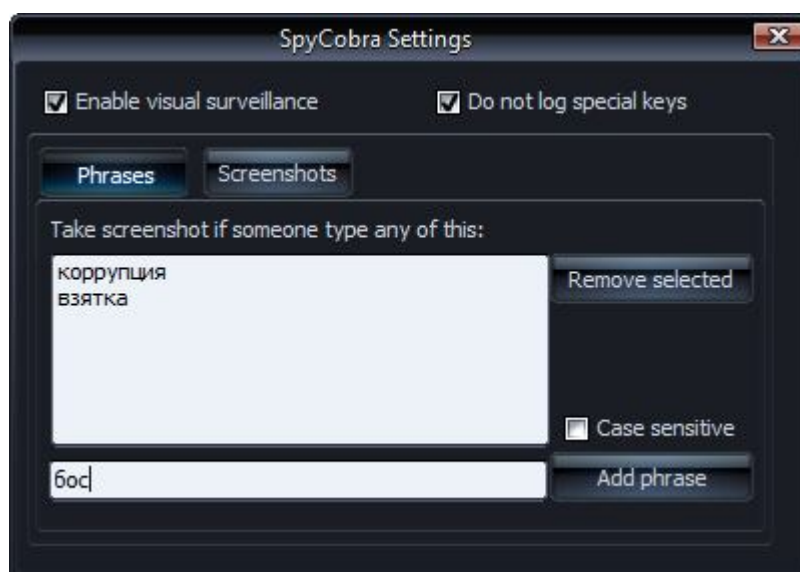 SpyCobra Settings
Enable visual surveillance
Do not log special keys
Phrases
Screenshots
Take screenshot if someone type any of this:
коррупция
взятка
Remove selected
Case sensitive
бос
Add phrase